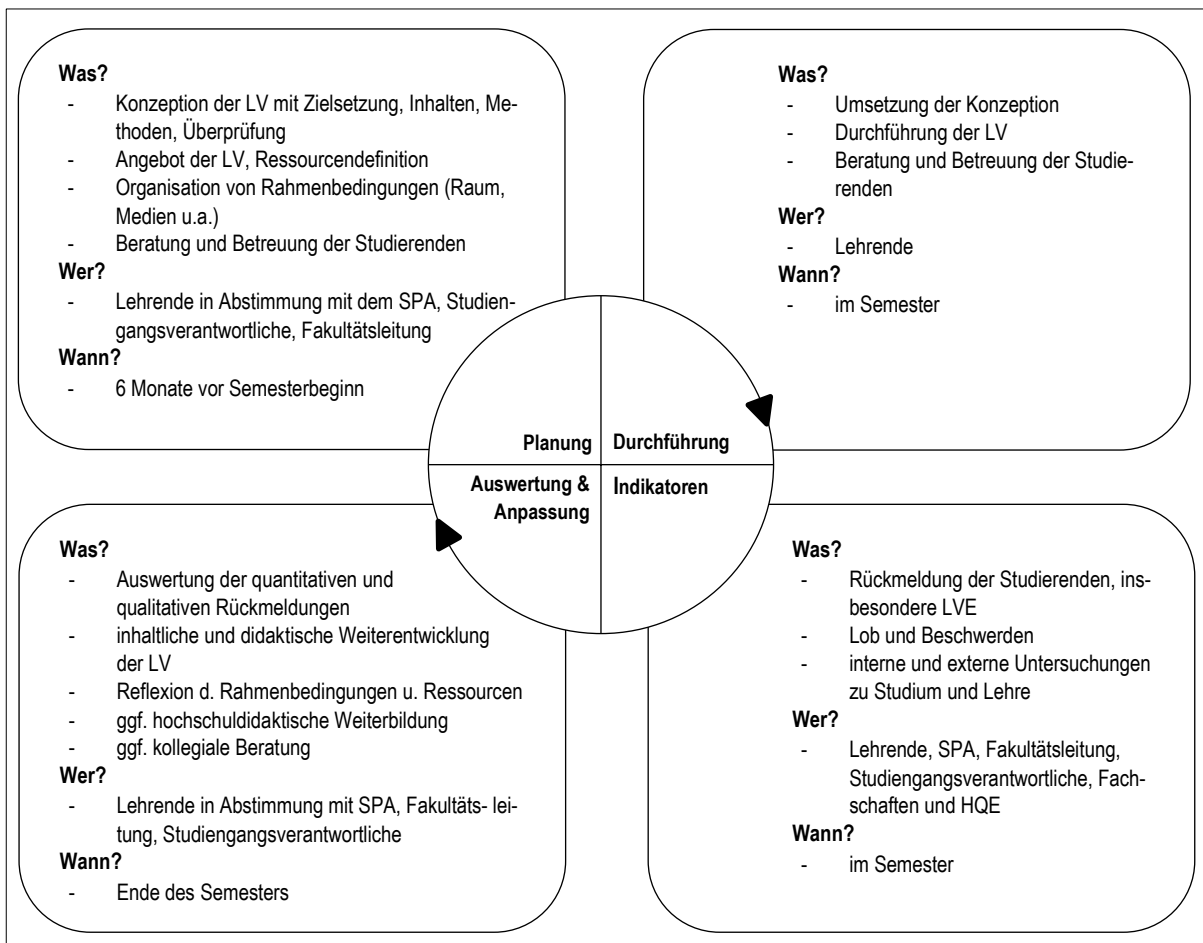 Was?
- Konzeption der LV mit Zielsetzung, Inhalten, Me-
thoden, Überprüfung
- Angebot der LV, Ressourcendefinition
- Organisation von Rahmenbedingungen (Raum,
Medien u.a.)
- Beratung und Betreuung der Studierenden
Wer?
- Lehrende in Abstimmung mit dem SPA, Studien-
gangsverantwortliche, Fakultätsleitung
Wann?
- 6 Monate vor Semesterbeginn
Was?
- Umsetzung der Konzeption
- Durchführung der LV
- Beratung und Betreuung der Studie-
renden
Wer?
- Lehrende
Wann?
- im Semester
Planung
Durchführung
Auswertung &
Anpassung
Indikatoren
Was?
- Auswertung der quantitativen und
qualitativen Rückmeldungen
- inhaltliche und didaktische Weiterentwicklung
der LV
- Reflexion d. Rahmenbedingungen u. Ressourcen
- ggf. hochschuldidaktische Weiterbildung
- ggf. kollegiale Beratung
Wer?
- Lehrende in Abstimmung mit SPA, Fakultäts- lei-
tung, Studiengangsverantwortliche
Wann?
- Ende des Semesters
Was?
- Rückmeldung der Studierenden, ins-
besondere LVE
- Lob und Beschwerden
- interne und externe Untersuchungen
zu Studium und Lehre
Wer?
- Lehrende, SPA, Fakultätsleitung,
Studiengangsverantwortliche, Fach-
schaften und HQE
Wann?
- im Semester